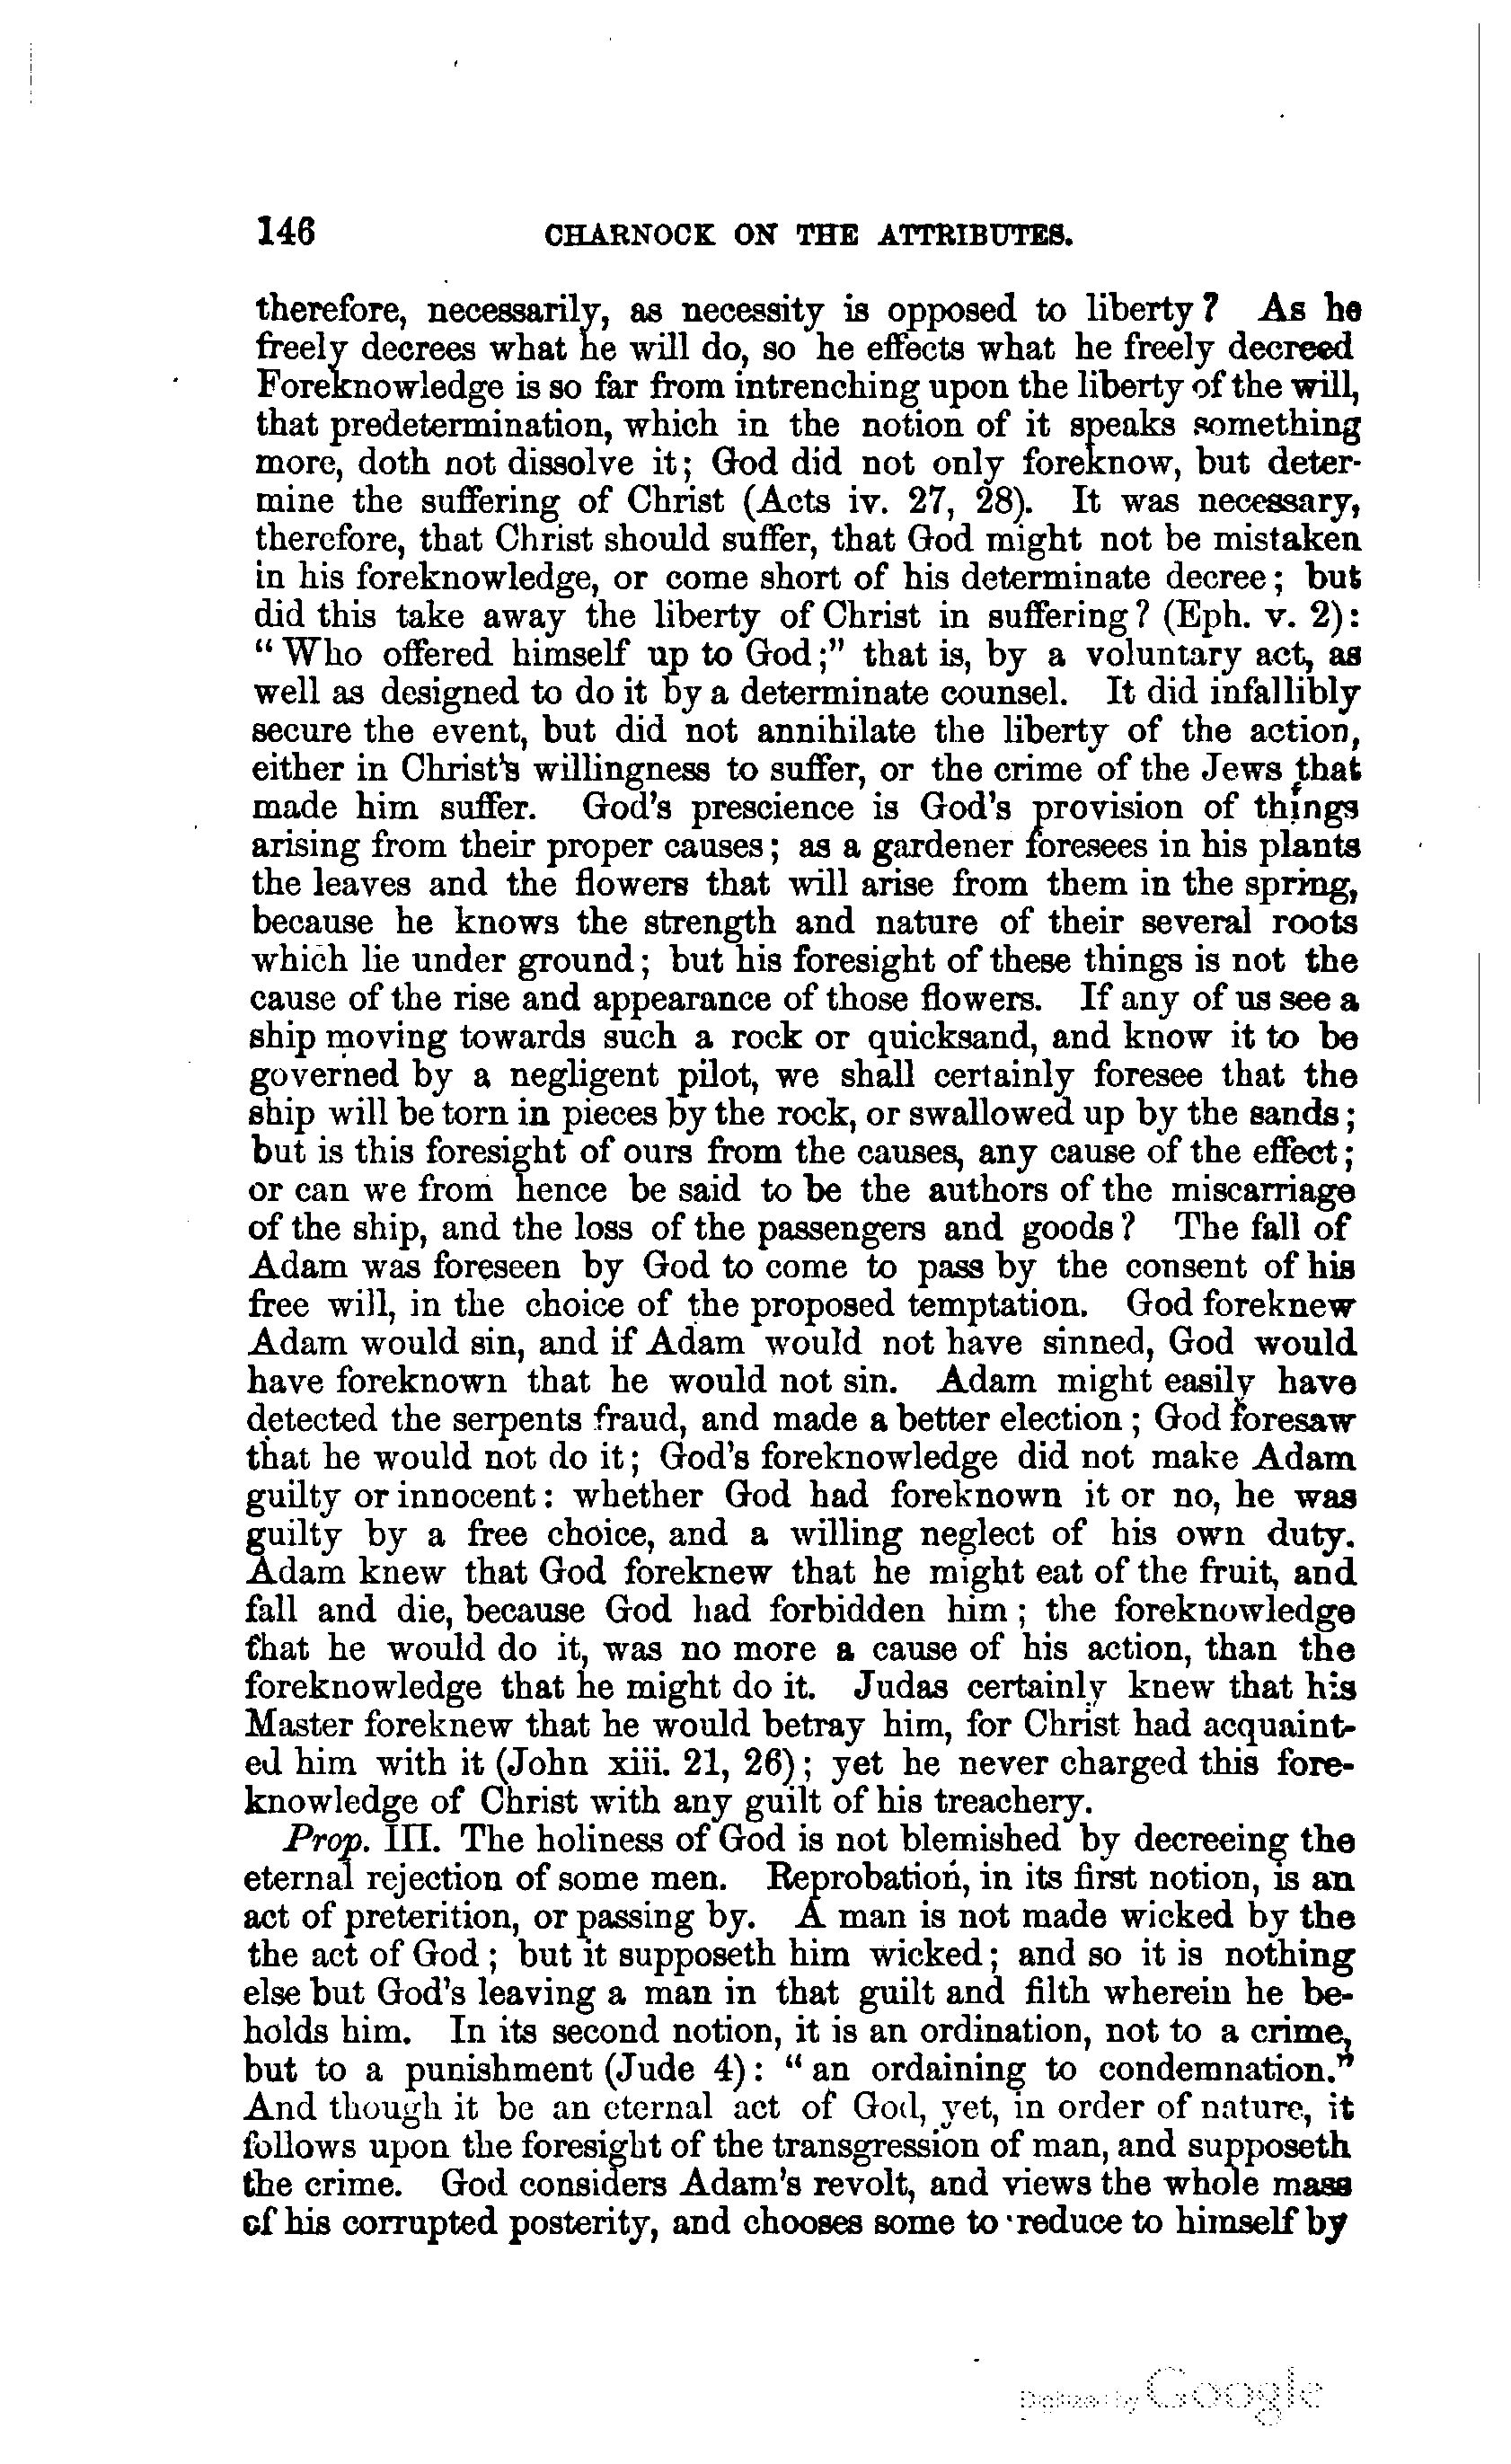 146 CHARNOCK ON THE ATTRIBUTES.
therefore, necessarily, as necessity is opposed to liberty? As he
freely decrees what he will do, so he effects what he freely decreed
Foreknowledge is so far from intrenching upon the liberty of the will,
that predetermination, which in the notion of it speaks something
more, doth not dissolve it; God did not only foreknow, but deter-
mine the suffering of Christ (Acts iv. 27, 28). It was necessary,
therefore, that Christ should suffer, that God might not be mistaken
in his foreknowledge, or come short of his determinate decree; but
did this take away the liberty of Christ in suffering? (Eph. v. 2):
"Who offered himself up to God;" that is, by a voluntary act, as
well as designed to do it by a determinate counsel. It did infallibly
secure the event, but did not annihilate the liberty of the action,
either in Christ's willingness to suffer, or the crime of the Jews that
made him suffer. God's prescience is God's provision of things
arising from their proper causes; as a gardener foresees in his plants
the leaves and the flowers that will arise from them in the spring,
because he knows the strength and nature of their several roots
which lie under ground; but his foresight of these things is not the
cause of the rise and appearance of those flowers. If any of us see a
ship moving towards such a rock or quicksand, and know it to be
governed by a negligent pilot, we shall certainly foresee that the
ship will be torn in pieces by the rock, or swallowed up by the sands;
but is this foresight of ours from the causes, any cause of the effect;
or can we from hence be said to be the authors of the miscarriage
of the ship, and the loss of the passengers and goods? The fall of
Adam was foreseen by God to come to pass by the consent of his
free will, in the choice of the proposed temptation. God foreknew
Adam would sin, and if Adam would not have sinned, God would
have foreknown that he would not sin. Adam might easily have
detected the serpents fraud, and made a better election; God foresaw
that he would not do it; God's foreknowledge did not make Adam
guilty or innocent: whether God had foreknown it or no, he was
guilty by a free choice, and a willing neglect of his own duty.
Adam knew that God foreknew that he might eat of the fruit, and
fall and die, because God had forbidden him; the foreknowledge
that he would do it, was no more a cause of his action, than the
foreknowledge that he might do it. Judas certainly knew that his
Master foreknew that he would betray him, for Christ had acquaint-
ed him with it (John xiii. 21, 26); yet he never charged this fore-
knowledge of Christ with any guilt of his treachery.
Prop. III. The holiness of God is not blemished by decreeing the
eternal rejection of some men. Reprobation, in its first notion, is an
act of preterition, or passing by. A man is not made wicked by the
the act of God; but it supposeth him wicked; and so it is nothing
else but God's leaving a man in that guilt and filth wherein he be-
holds him. In its second notion, it is an ordination, not to a crime,
but to a punishment (Jude 4): "an ordaining to condemnation."
And though it be an eternal act of God, yet, in order of nature, it
follows upon the foresight of the transgression of man, and supposeth
the crime. God considers Adam's revolt, and views the whole mass
of his corrupted posterity, and chooses some to reduce to himself by
Digitized by Google